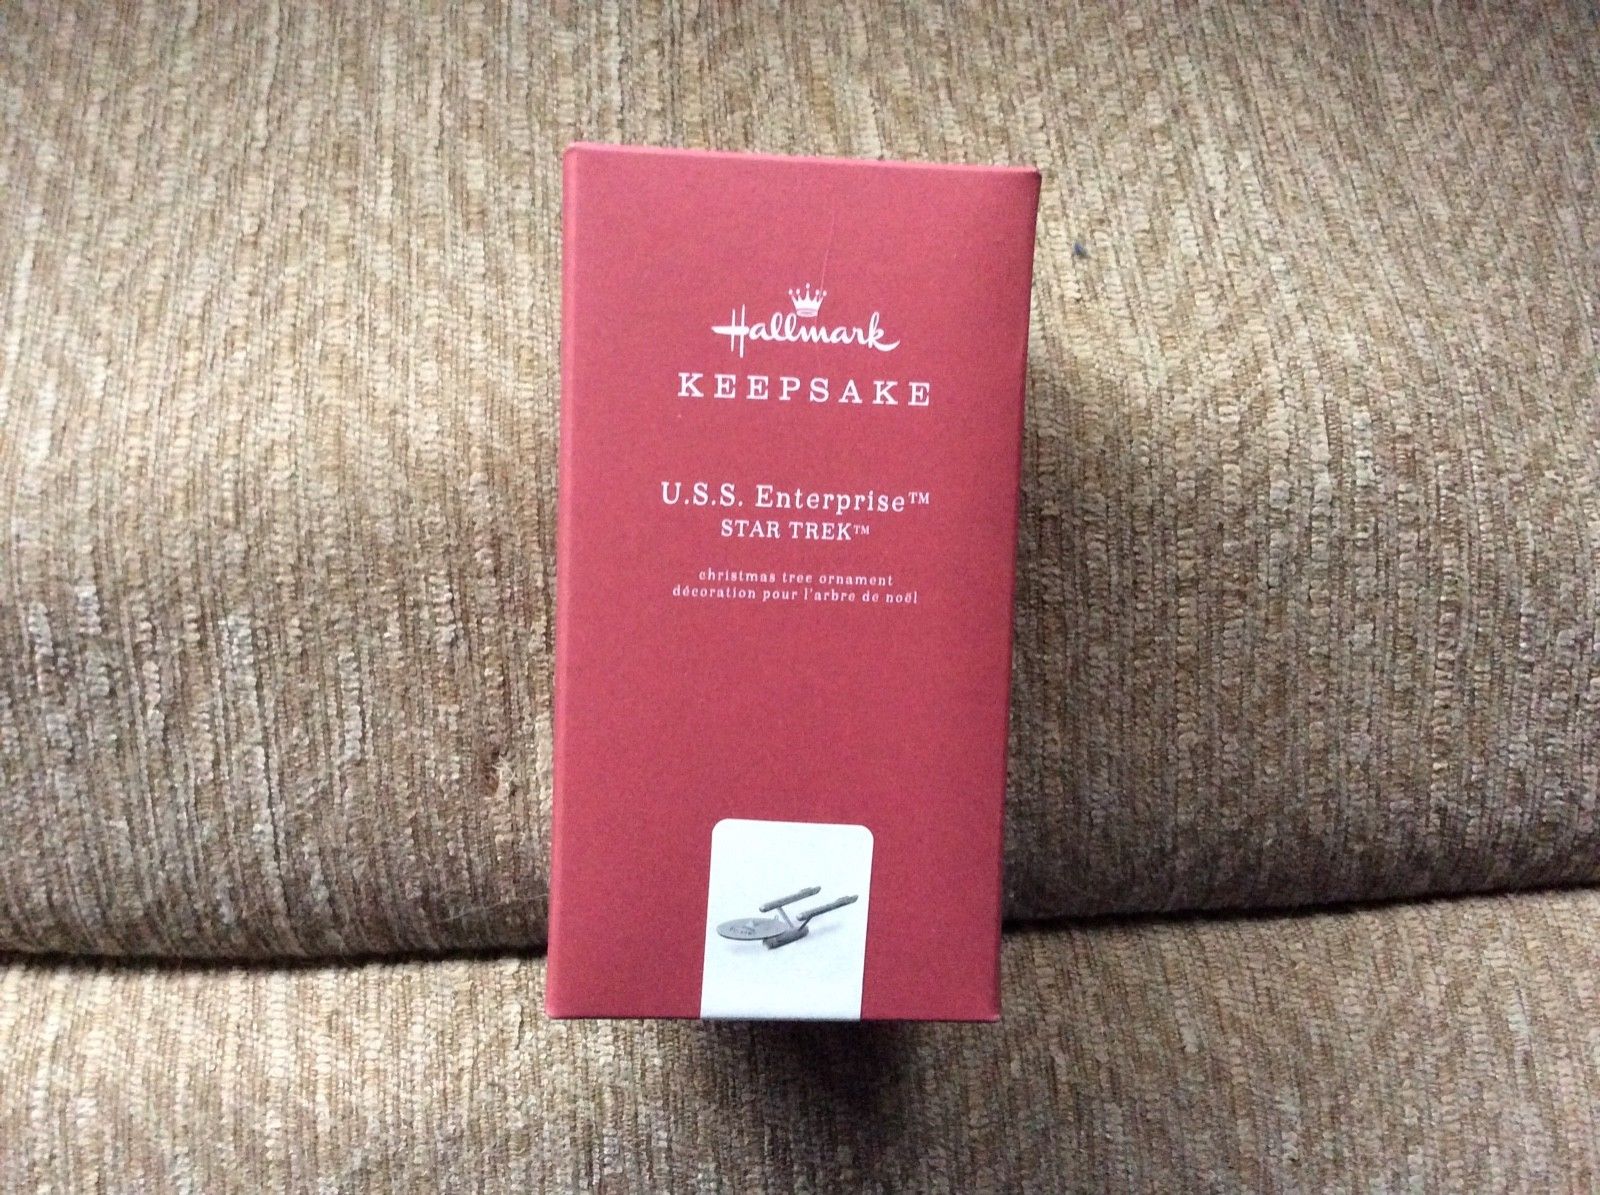 Hallmark
KEEPSAKE
U.S.S. Enterprise™
STAR TREK™
christmas tree ornament
décoration pour l'arbre de noël